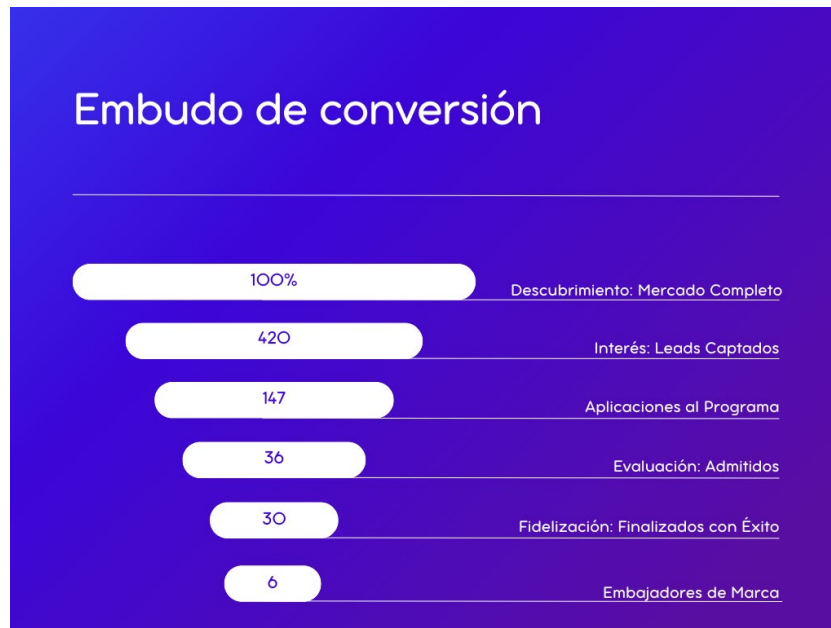 Embudo de conversión
100%
Descubrimiento: Mercado Completo
420
Interés: Leads Captados
147
Aplicaciones al Programa
36
Evaluación: Admitidos
30
Fidelización: Finalizados con Éxito
6
Embajadores de Marca